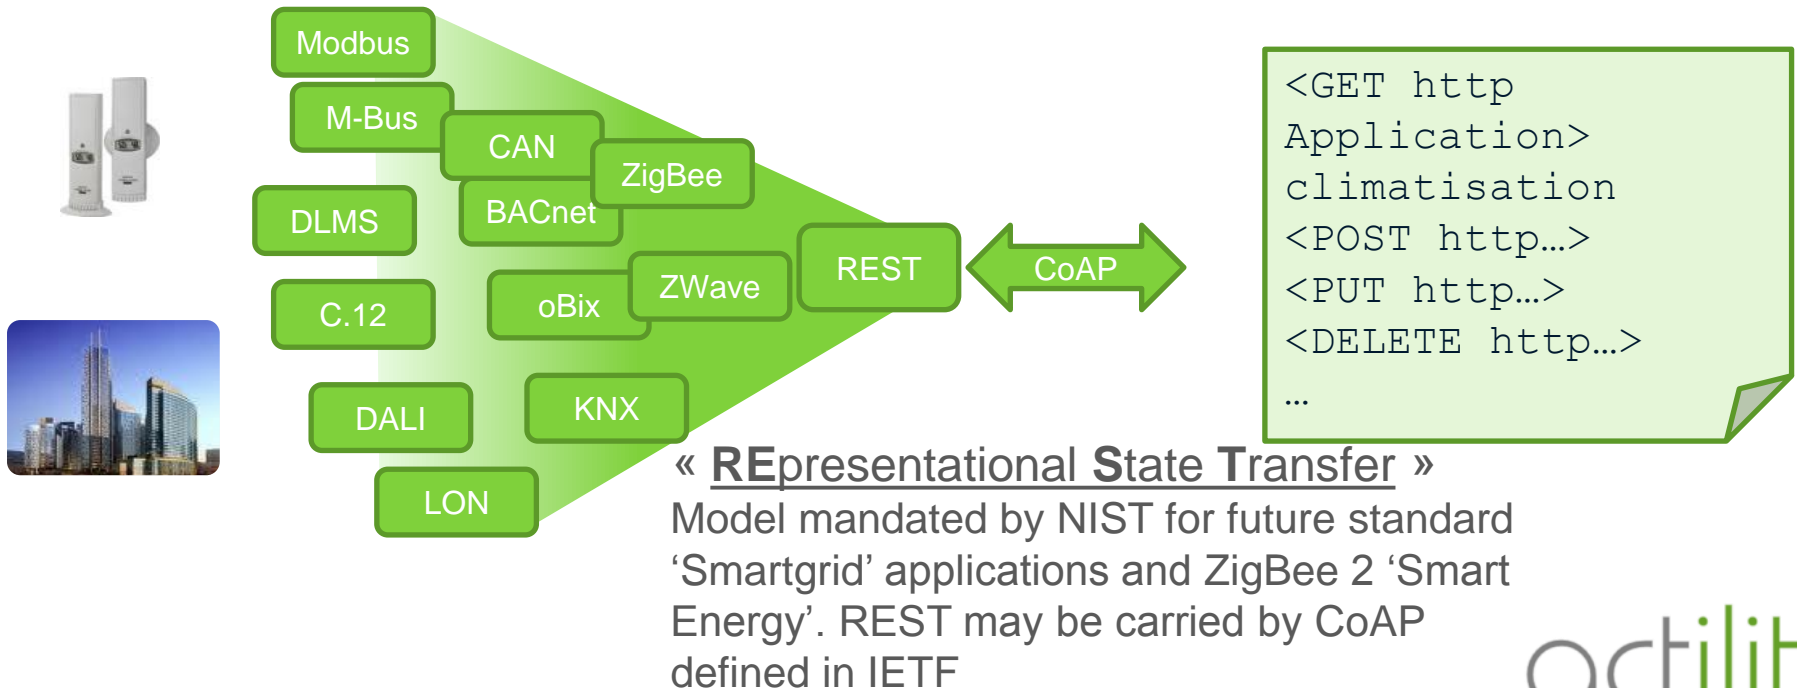 Modbus
M-Bus
CAN
ZigBee
DLMS
BACnet
REST
CoAP
C.12
oBix
ZWave
DALI
KNX
LON
<GET http
Application>
climatisation
<POST http…>
<PUT http…>
<DELETE http…>
…
« REpresentational State Transfer »
Model mandated by NIST for future standard
‘Smartgrid’ applications and ZigBee 2 ‘Smart
Energy’. REST may be carried by CoAP
defined in IETF